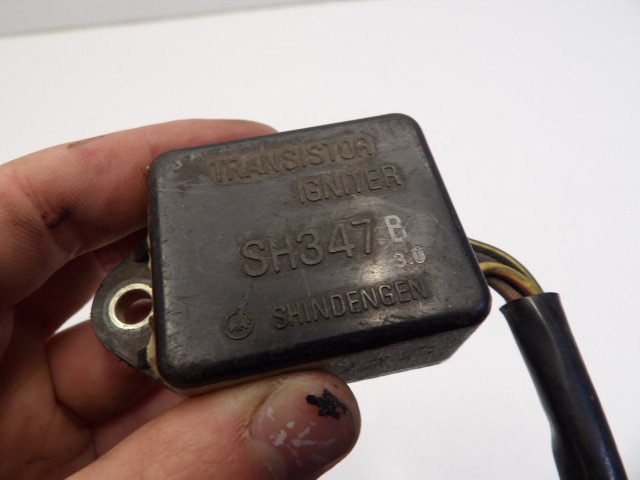 TRANSISTOR
IGNITER
SH347 B
3.0
SHINDENGEN